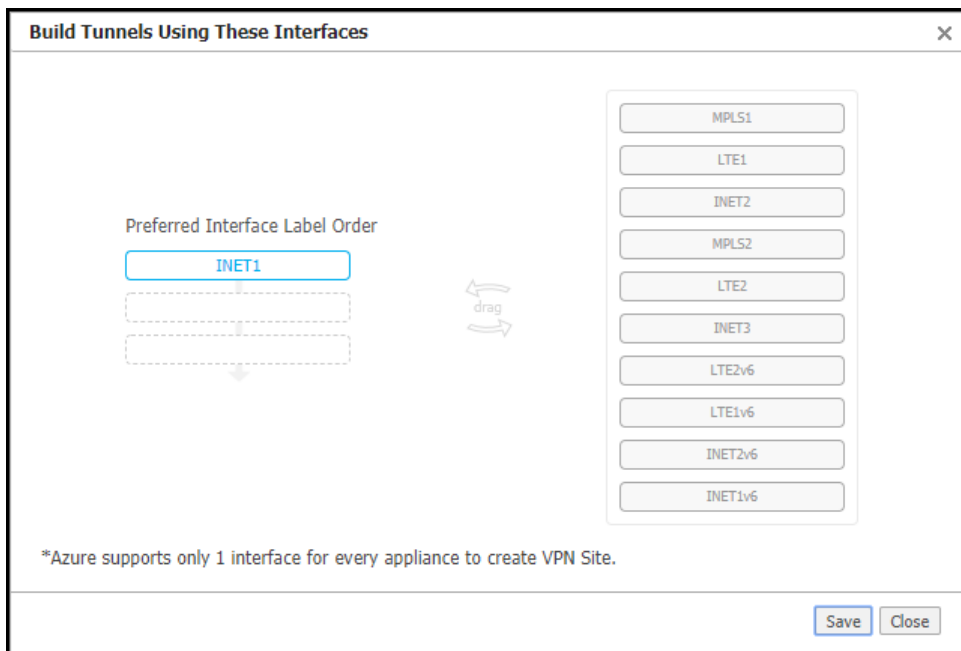 Build Tunnels Using These Interfaces
Preferred Interface Label Order
INET1
drag
MPLS1
LTE1
INET2
MPLS2
LTE2
INET3
LTE2v6
LTE1v6
INET2v6
INET1v6
*Azure supports only 1 interface for every appliance to create VPN Site.
Save Close